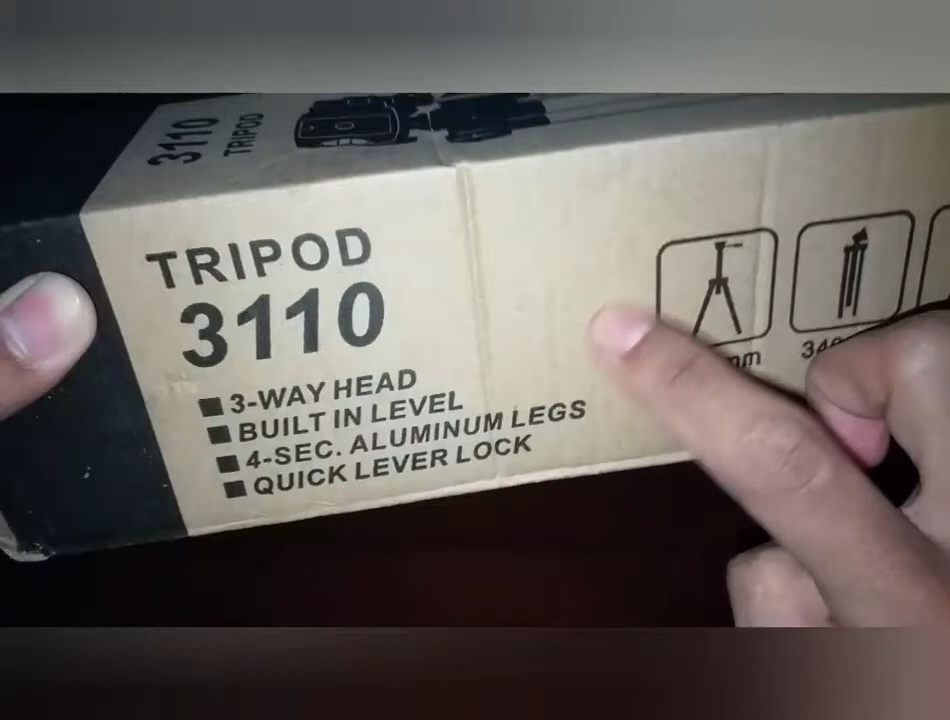 3110
TRIPOD
TRIPOD
3110
3-WAY HEAD
BUILT IN LEVEL
4-SEC. ALUMINUM LEGS
QUICK LEVER LOCK